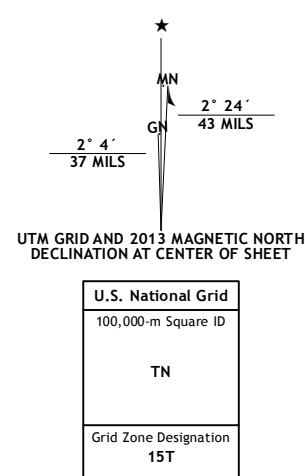 MN
GN
2° 24´
43 MILS
2° 4´
37 MILS
UTM GRID AND 2013 MAGNETIC NORTH
DECLINATION AT CENTER OF SHEET
U.S. National Grid
100,000-m Square ID
TN
Grid Zone Designation
15T